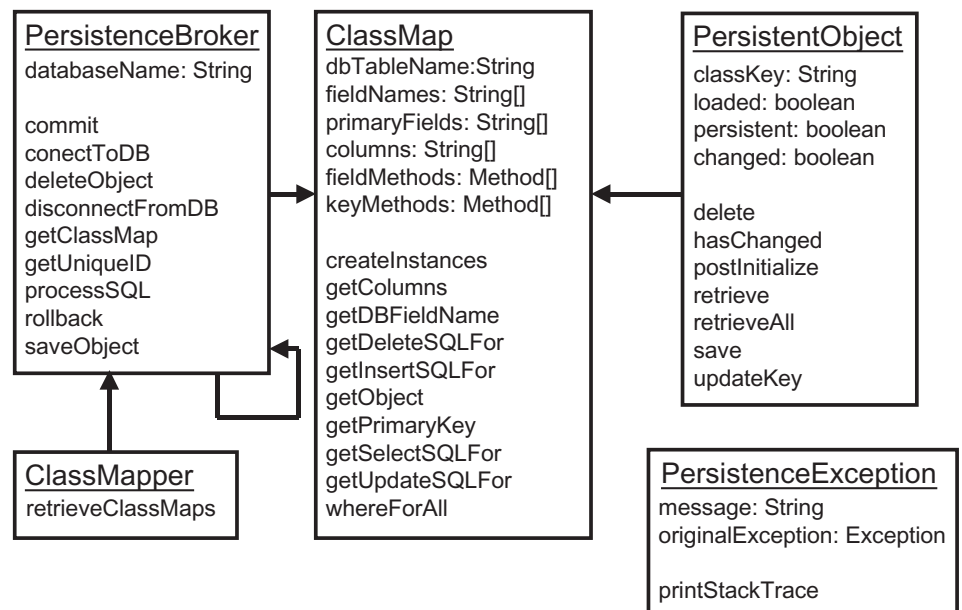 PersistenceBroker
databaseName: String
commit
conectToDB
deleteObject
disconnectFromDB
getClassMap
getUniqueID
processSQL
rollback
saveObject
ClassMap
dbTableName:String
fieldNames: String[]
primaryFields: String[]
columns: String[]
fieldMethods: Method[]
keyMethods: Method[]
createInstances
getColumns
getDBFieldName
getDeleteSQLFor
getInsertSQLFor
getObject
getPrimaryKey
getSelectSQLFor
getUpdateSQLFor
whereForAll
PersistentObject
classKey: String
loaded: boolean
persistent: boolean
changed: boolean
delete
hasChanged
postInitialize
retrieve
retrieveAll
save
updateKey
ClassMapper
retrieveClassMaps
PersistenceException
message: String
originalException: Exception
printStackTrace